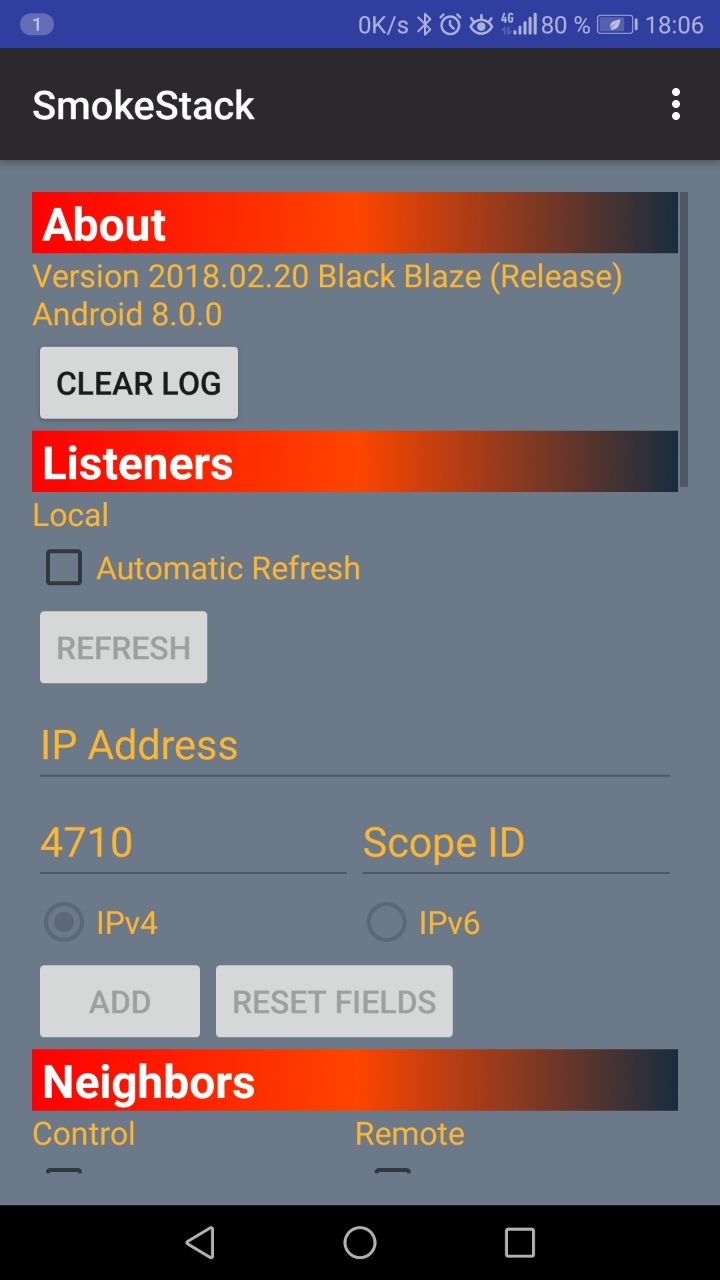 1 0K/s 4G 80 % 18:06
SmokeStack
About
Version 2018.02.20 Black Blaze (Release)
Android 8.0.0
CLEAR LOG
Listeners
Local
Automatic Refresh
REFRESH
IP Address
4710 Scope ID
IPv4 IPv6
ADD RESET FIELDS
Neighbors
Control Remote